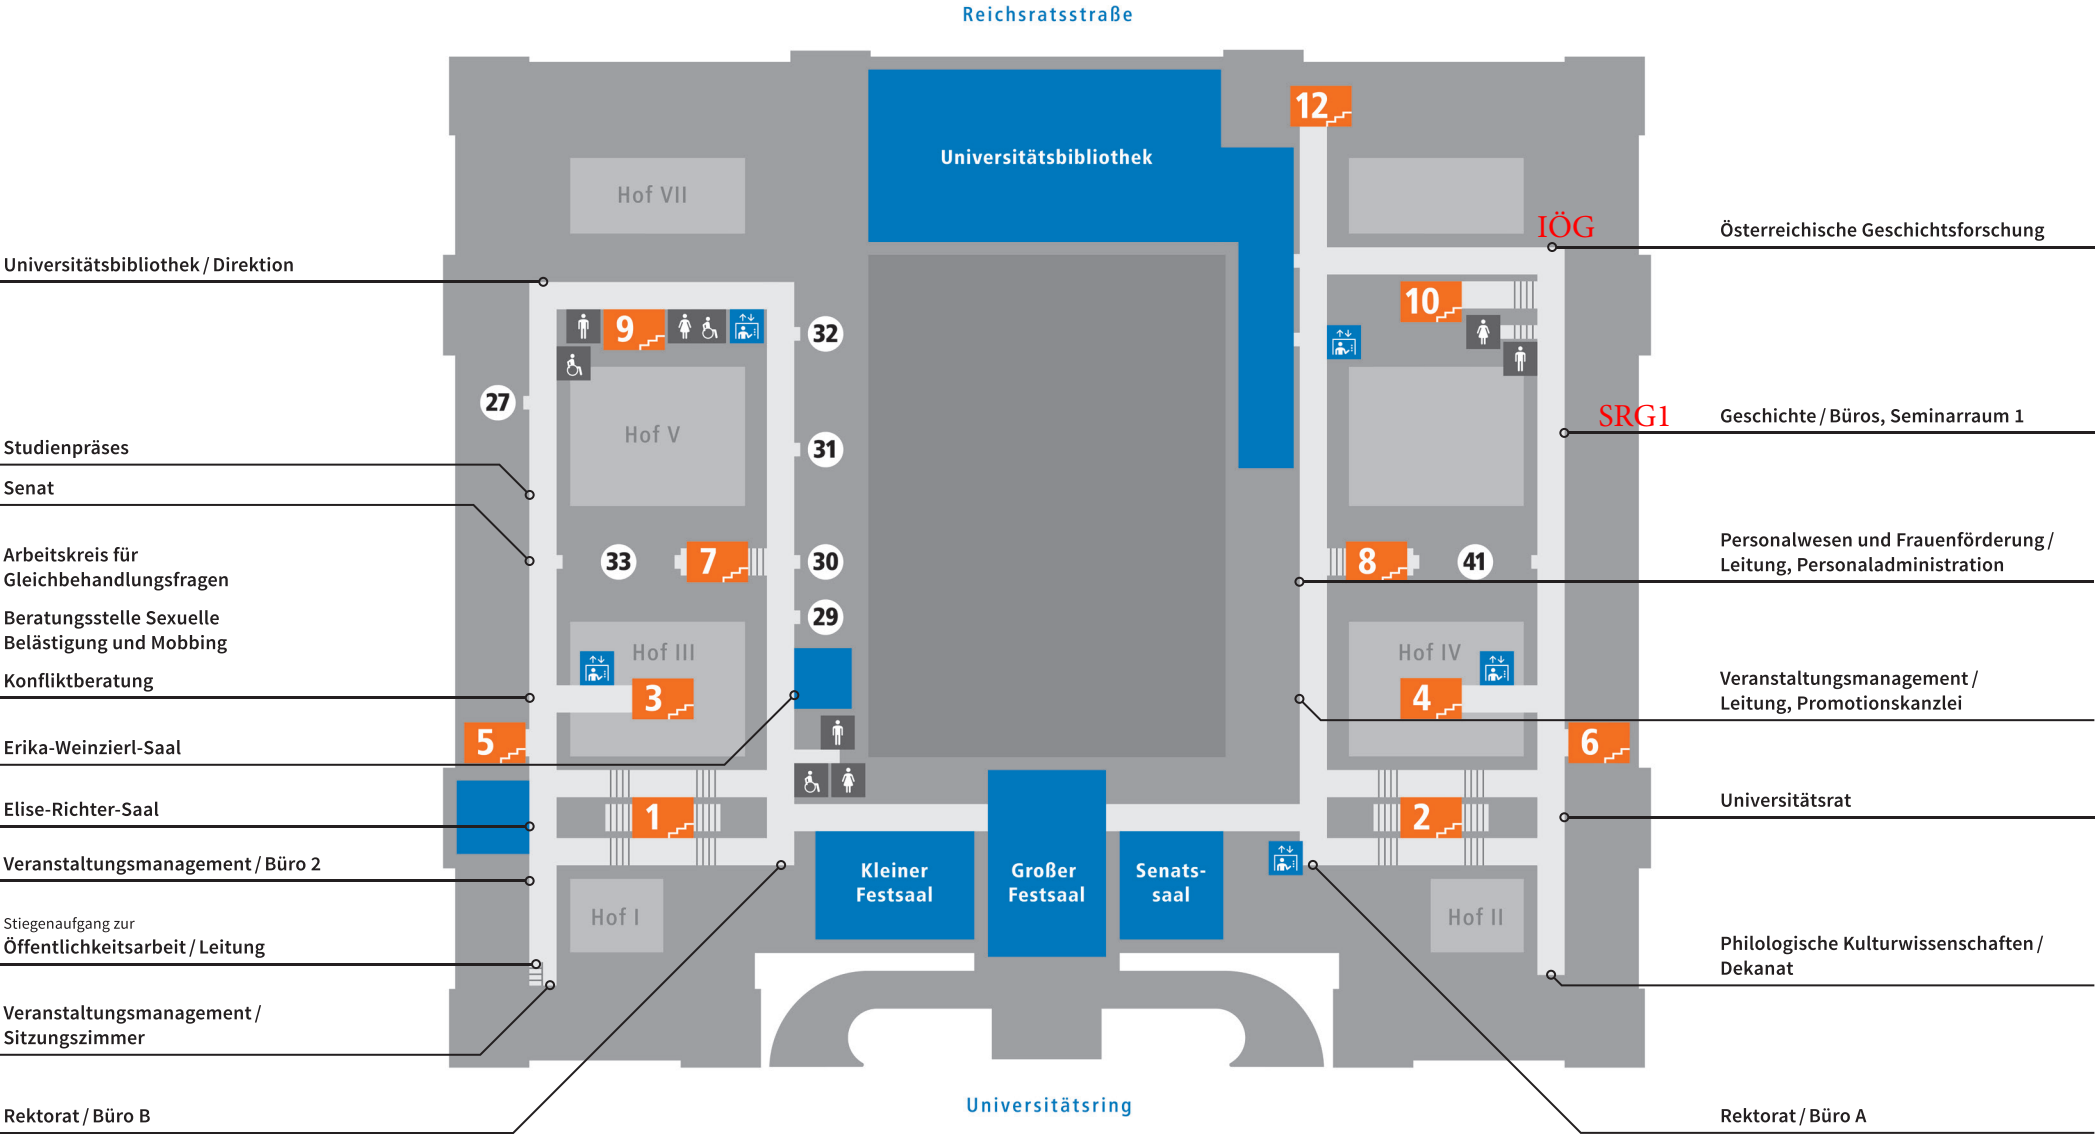 Reichsratsstraße
12
Universitätsbibliothek
Hof VII
IÖG
Österreichische Geschichtsforschung
Universitätsbibliothek / Direktion
9
32
10
27
SRG1
Geschichte / Büros, Seminarraum 1
Hof V
31
Studienpräses
Senat
Arbeitskreis für
Gleichbehandlungsfragen
33
7
30
8
41
Personalwesen und Frauenförderung /
Leitung, Personaladministration
Beratungsstelle Sexuelle
Belästigung und Mobbing
29
Hof III
Hof IV
Konfliktberatung
3
4
Veranstaltungsmanagement /
Leitung, Promotionskanzlei
5
6
Erika-Weinzierl-Saal
Elise-Richter-Saal
1
2
Universitätsrat
Veranstaltungsmanagement / Büro 2
Kleiner
Festsaal
Großer
Festsaal
Senats-
saal
Hof I
Hof II
Stiegenaufgang zur
Öffentlichkeitsarbeit / Leitung
Philologische Kulturwissenschaften /
Dekanat
Veranstaltungsmanagement /
Sitzungszimmer
Universitätsring
Rektorat / Büro B
Rektorat / Büro A